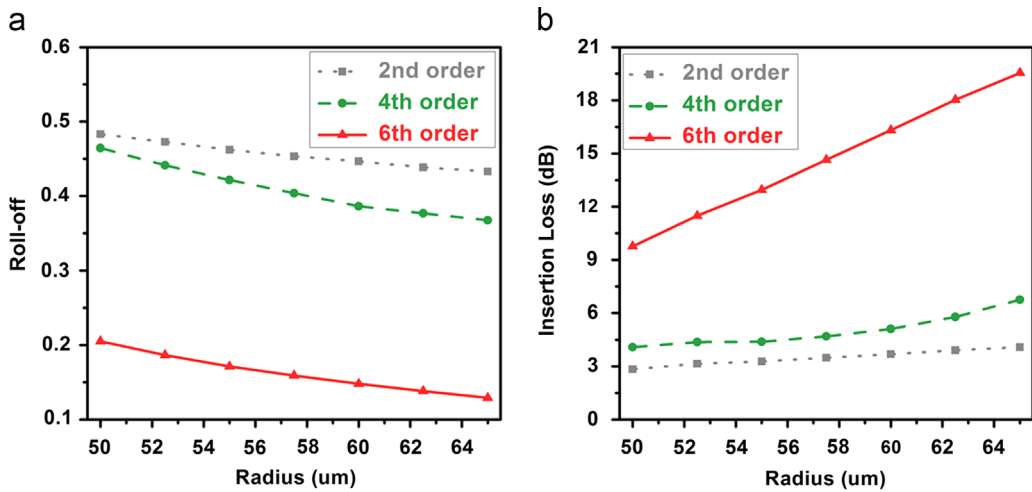 a
0.6
0.5
0.4
0.3
0.2
0.1
Roll-off
2nd order
4th order
6th order
50 52 54 56 58 60 62 64
Radius (um)
b
21
18
15
12
9
6
3
0
Insertion Loss (dB)
2nd order
4th order
6th order
50 52 54 56 58 60 62 64
Radius (um)